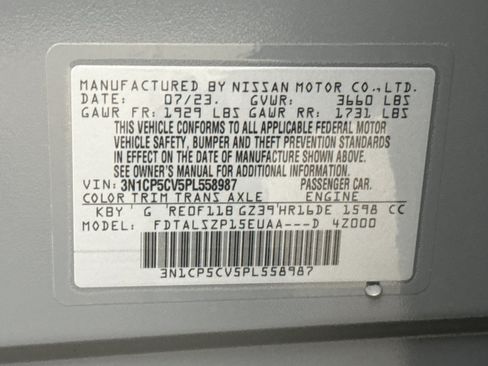 MANUFACTURED BY NISSAN MOTOR CO.,LTD.
DATE: 07/23. GVWR: 3660 LBS
GAWR FR: 1929 LBS GAWR RR: 1731 LBS
THIS VEHICLE CONFORMS TO ALL APPLICABLE FEDERAL MOTOR
VEHICLE SAFETY, BUMPER AND THEFT PREVENTION STANDARDS
IN EFFECT ON THE DATE OF MANUFACTURE SHOWN ABOVE.
SEE OWNER'S MANUAL FOR ADDITIONAL INFORMATION.
VIN: 3N1CP5CV5PL558987 PASSENGER CAR.
COLOR TRIM TRANS AXLE ENGINE
KBY G RE0F11B GZ39 HR16DE 1598 CC
MODEL: FDTALSZP15EUAA---D 4Z000
3N1CP5CV5PL558987